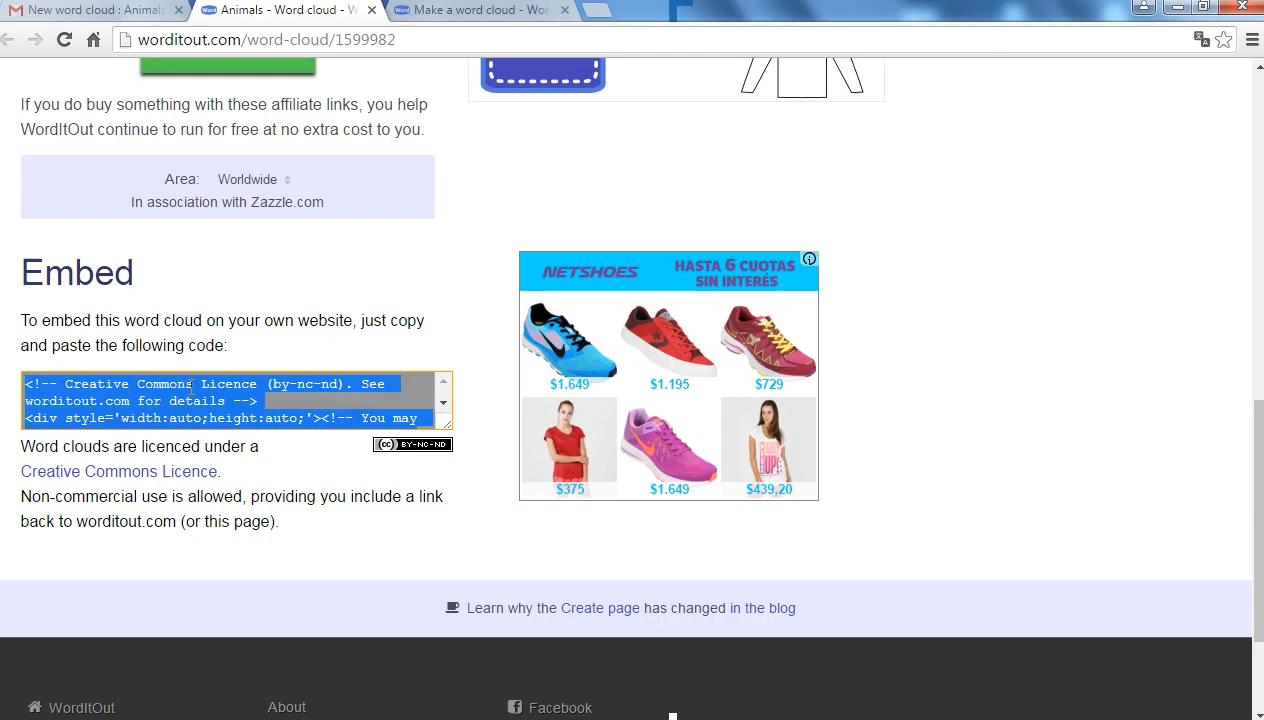 New word cloud : Animals
Animals - Word cloud - W
Make a word cloud - Wor
worditout.com/word-cloud/1599982
If you do buy something with these affiliate links, you help
WordItOut continue to run for free at no extra cost to you.
Area: Worldwide
In association with Zazzle.com
Embed
To embed this word cloud on your own website, just copy
and paste the following code:
<!-- Creative Commons Licence (by-nc-nd). See
worditout.com for details -->
<div style='width:auto;height:auto;'><!-- You may
Word clouds are licenced under a
Creative Commons Licence.
Non-commercial use is allowed, providing you include a link
back to worditout.com (or this page).
cc BY-NC-ND
NETSHOES
HASTA 6 CUOTAS
SIN INTERÉS
$1.649 $1.195 $729
$375 $1.649 $439,20
Learn why the Create page has changed in the blog
WordItOut
About
Facebook